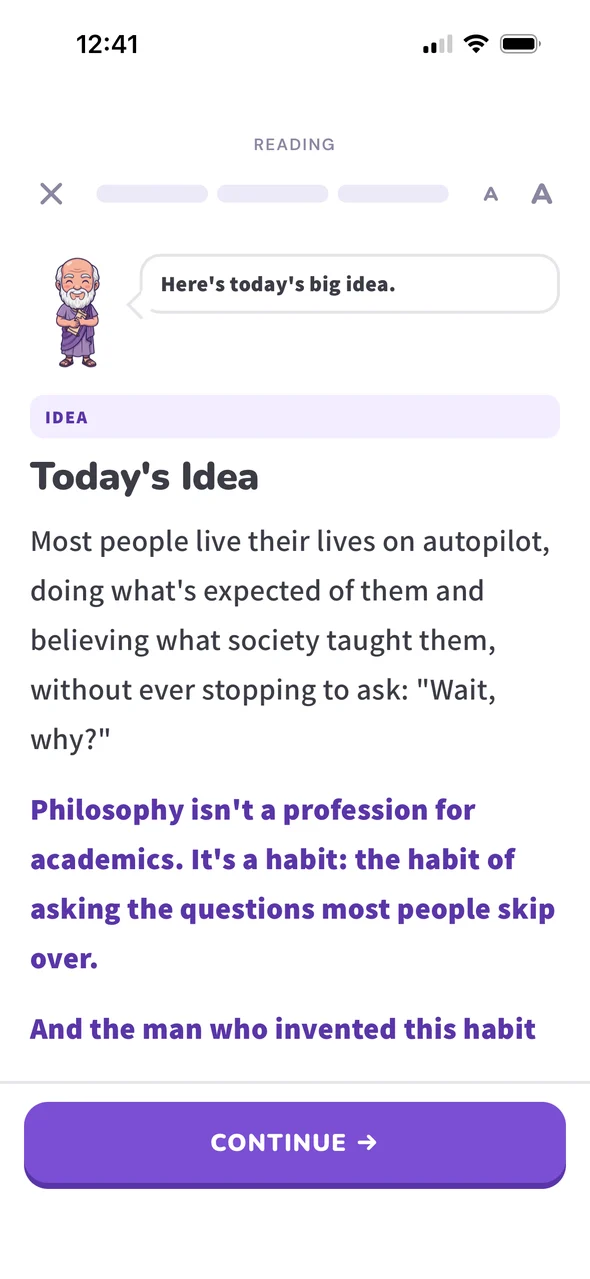 12:41
READING
A A
Here's today's big idea.
IDEA
Today's Idea
Most people live their lives on autopilot,
doing what's expected of them and
believing what society taught them,
without ever stopping to ask: "Wait,
why?"
Philosophy isn't a profession for
academics. It's a habit: the habit of
asking the questions most people skip
over.
And the man who invented this habit
CONTINUE →